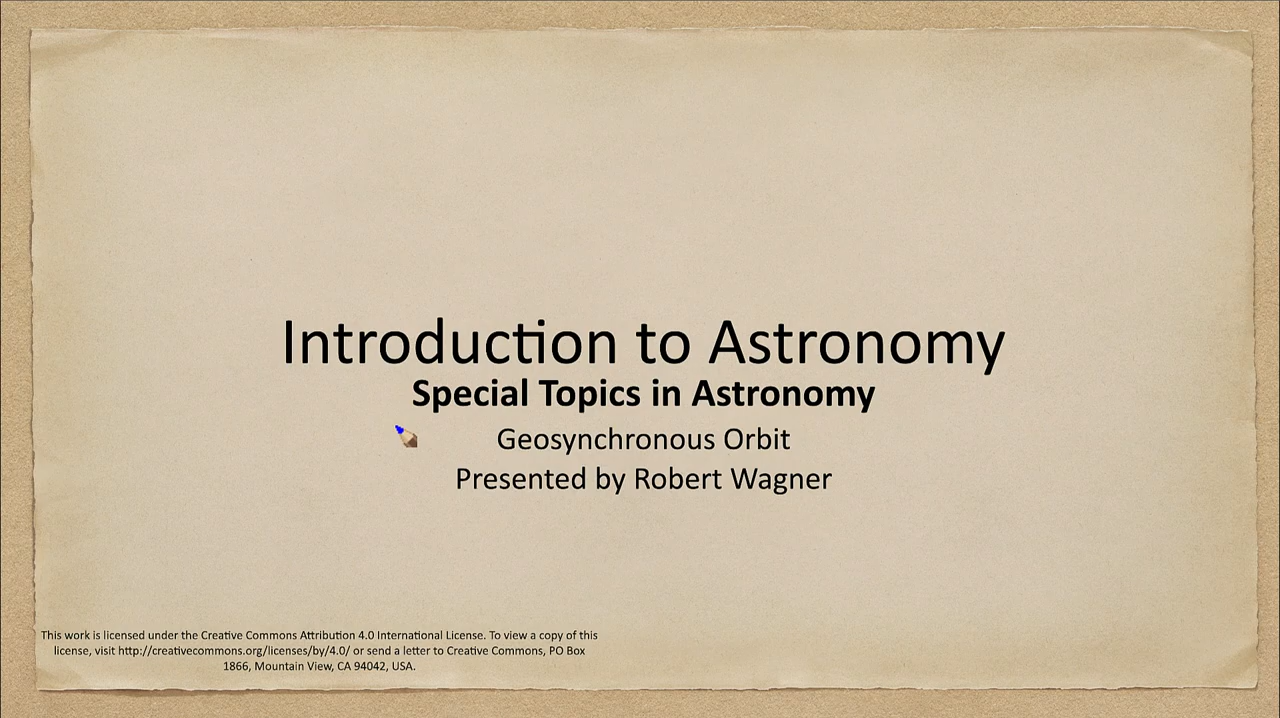 Introduction to Astronomy
Special Topics in Astronomy
Geosynchronous Orbit
Presented by Robert Wagner
This work is licensed under the Creative Commons Attribution 4.0 International License. To view a copy of this
license, visit http://creativecommons.org/licenses/by/4.0/ or send a letter to Creative Commons, PO Box
1866, Mountain View, CA 94042, USA.